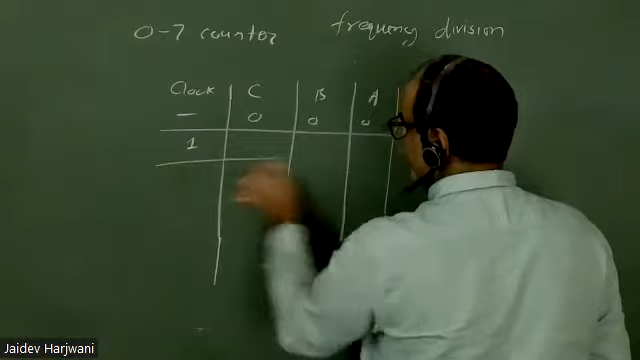 0-7 counter frequency division
Clock C B A
— 0 0 0
1
Jaidev Harjwani